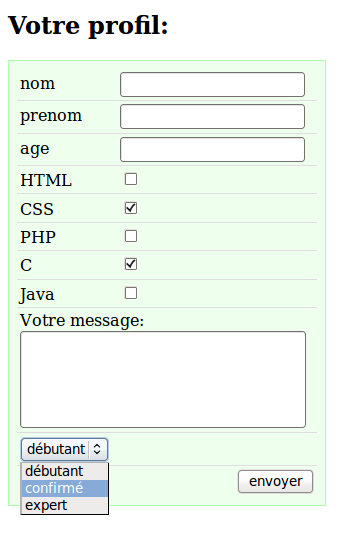 Votre profil:
nom
prenom
age
HTML
CSS
PHP
C
Java
Votre message:
débutant
débutant
confirmé
expert
envoyer